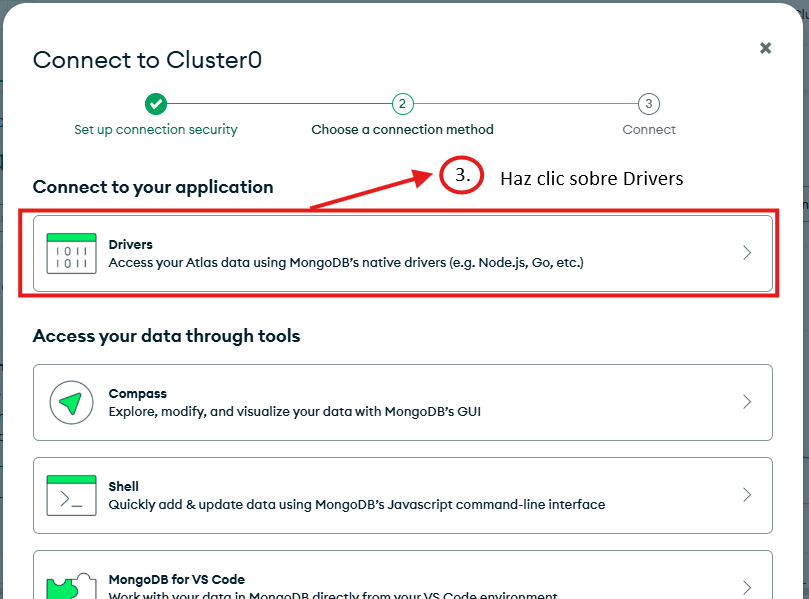 Connect to Cluster0
2
3
Set up connection security
Choose a connection method
Connect
3.
Haz clic sobre Drivers
Connect to your application
Drivers
Access your Atlas data using MongoDB's native drivers (e.g. Node.js, Go, etc.)
Access your data through tools
Compass
Explore, modify, and visualize your data with MongoDB's GUI
Shell
Quickly add & update data using MongoDB's Javascript command-line interface
MongoDB for VS Code
Work with your data in MongoDB directly from your VS Code environment